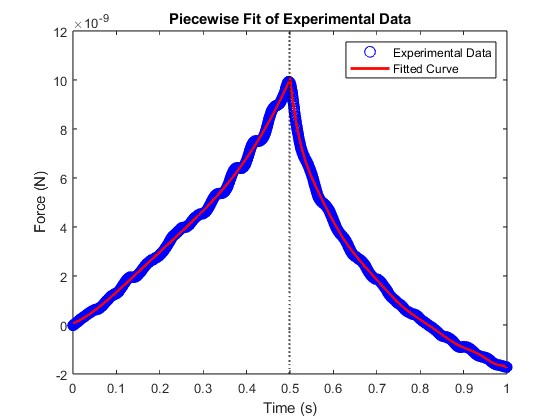 Piecewise Fit of Experimental Data
×10⁻⁹
12
10
8
6
4
2
0
-2
Force (N)
Experimental Data
Fitted Curve
0 0.1 0.2 0.3 0.4 0.5 0.6 0.7 0.8 0.9 1
Time (s)